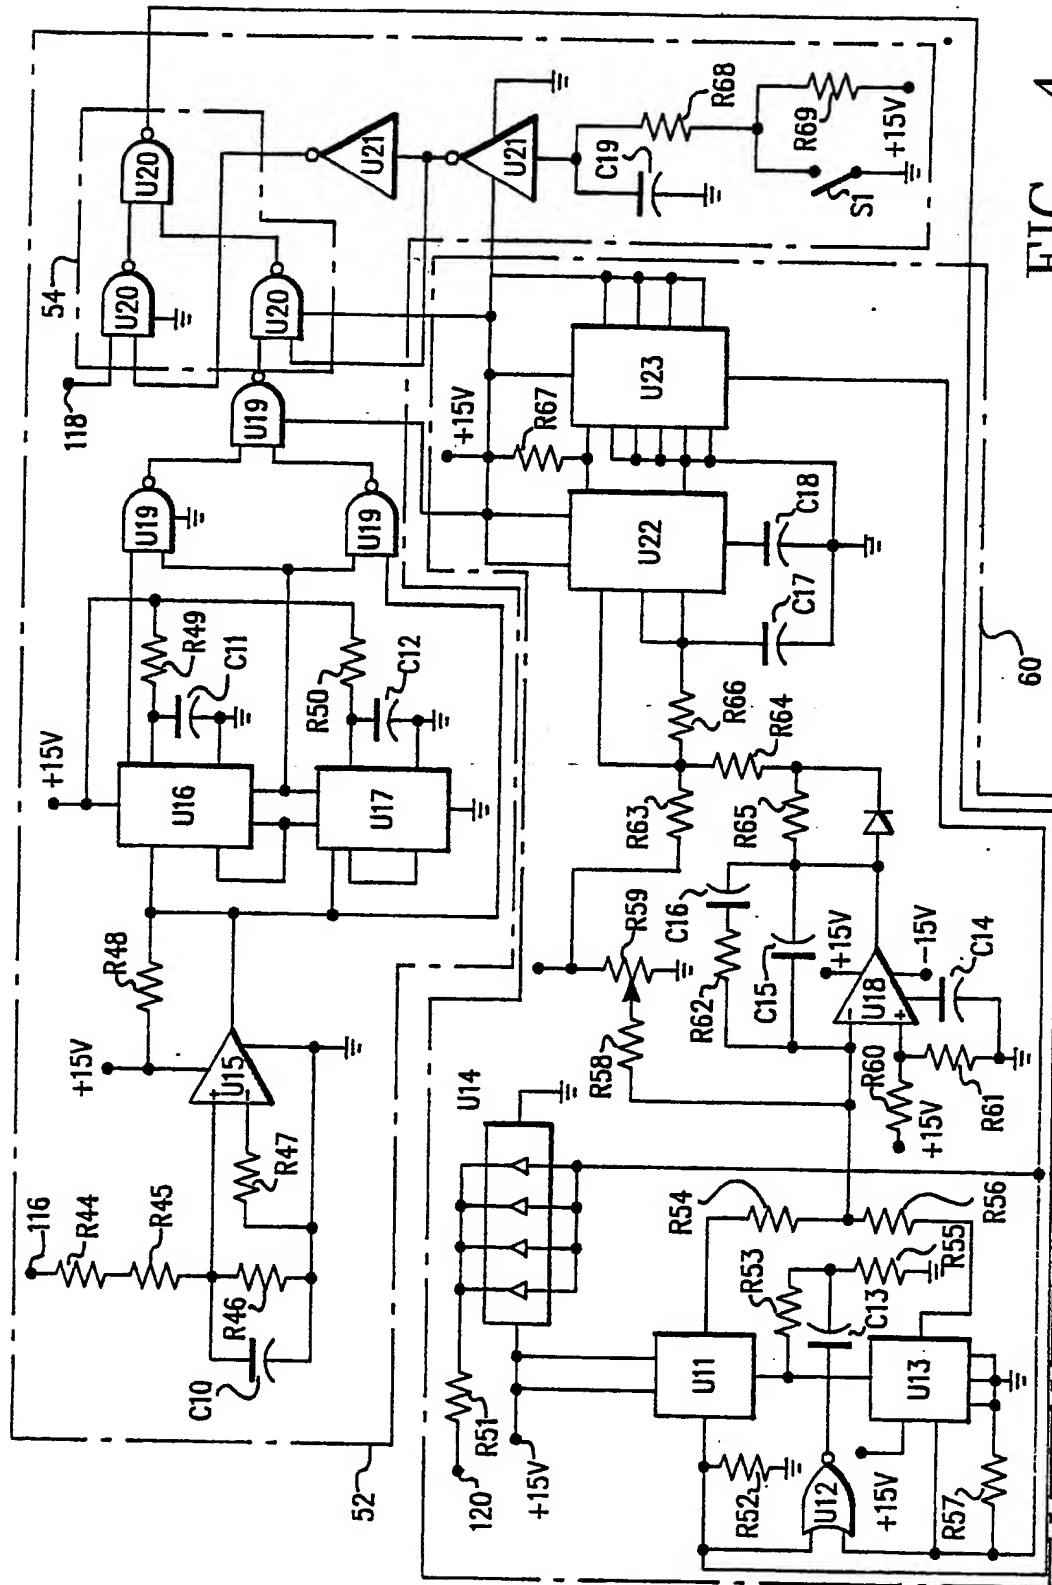 116
R44
R45
R46
C10
R47
U15
+15V
R48
+15V
U16
U17
R49
C11
R50
C12
U19
U19
U19
118
54
U20
U20
U20
U21
U21
C19
R68
R69
+15V
S1
52
120
R51
+15V
U14
U11
R52
U12
+15V
R57
U13
C13
R53
R55
R54
R56
R58
R59
R62
C16
C15
+15V
-15V
U18
C14
R60
+15V
R61
R63
R65
R64
R66
C17
C18
U22
+15V
R67
U23
60
FIG. 4